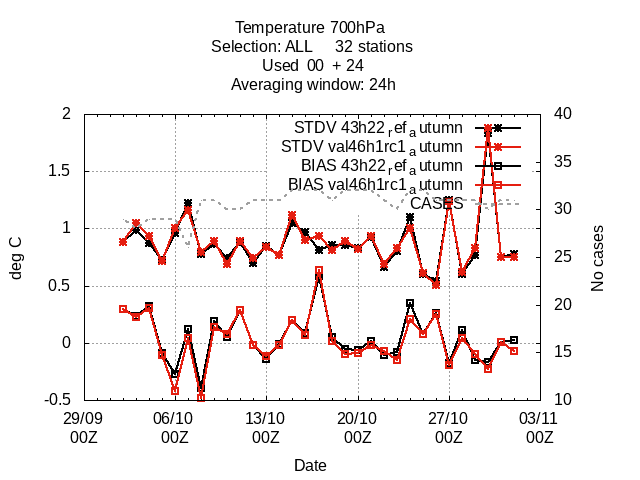 Temperature 700hPa
Selection: ALL 32 stations
Used 00 + 24
Averaging window: 24h
STDV 43h22_ref_autumn
STDV val46h1rc1_autumn
BIAS 43h22_ref_autumn
BIAS val46h1rc1_autumn
CASES
2
1.5
1
0.5
0
-0.5
deg C
40
35
30
25
20
15
10
No cases
29/09 06/10 13/10 20/10 27/10 03/11
00Z 00Z 00Z 00Z 00Z 00Z
Date